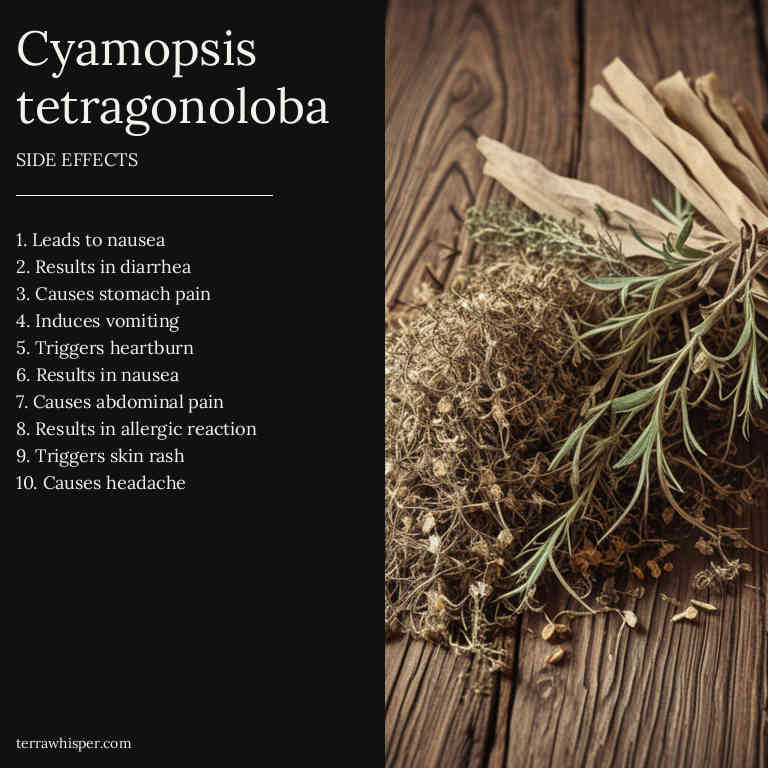 Cyamopsis
tetragonoloba
SIDE EFFECTS
1. Leads to nausea
2. Results in diarrhea
3. Causes stomach pain
4. Induces vomiting
5. Triggers heartburn
6. Results in nausea
7. Causes abdominal pain
8. Results in allergic reaction
9. Triggers skin rash
10. Causes headache
terrawhisper.com